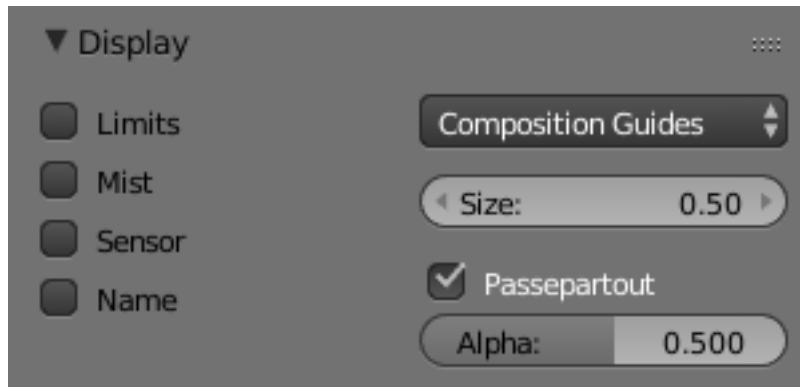 Display
Limits
Mist
Sensor
Name
Composition Guides
Size: 0.50
Passepartout
Alpha: 0.500